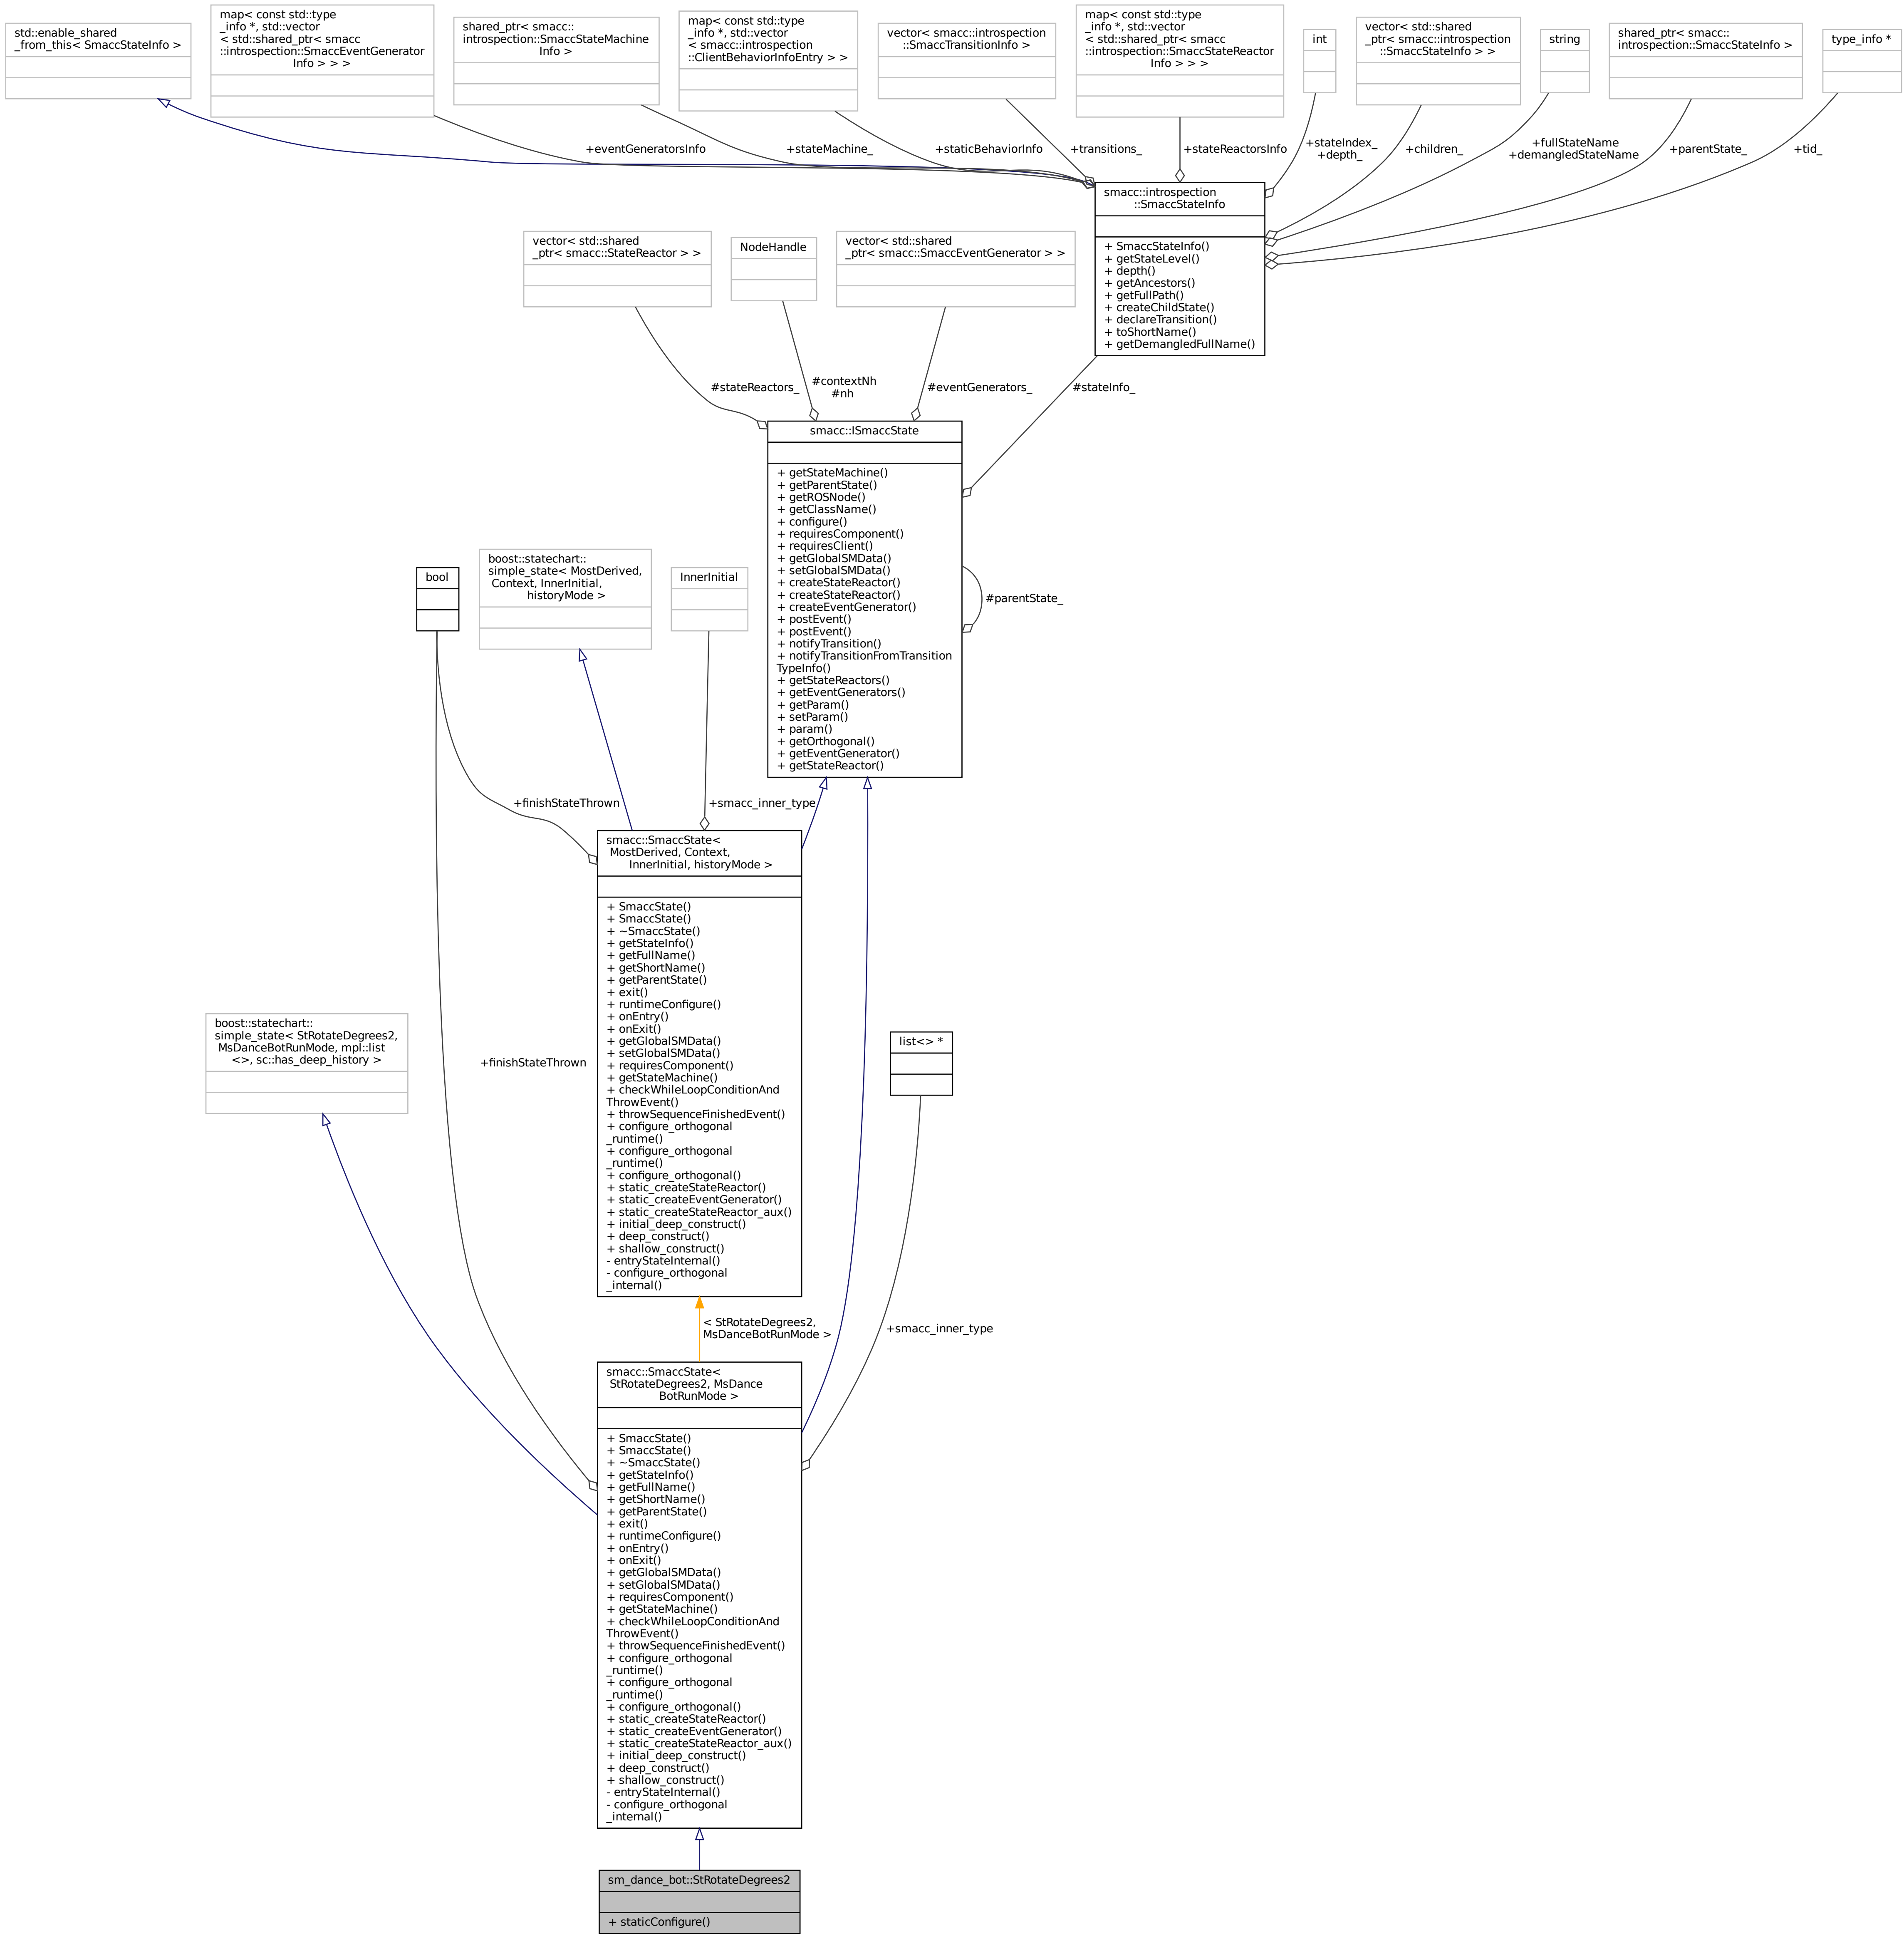 std::enable_shared
_from_this< SmaccStateInfo >
map< const std::type
_info *, std::vector
< std::shared_ptr< smacc
::introspection::SmaccEventGenerator
Info > > >
shared_ptr< smacc::
introspection::SmaccStateMachine
Info >
map< const std::type
_info *, std::vector
< smacc::introspection
::ClientBehaviorInfoEntry > >
vector< smacc::introspection
::SmaccTransitionInfo >
map< const std::type
_info *, std::vector
< std::shared_ptr< smacc
::introspection::SmaccStateReactor
Info > > >
int
vector< std::shared
_ptr< smacc::introspection
::SmaccStateInfo > >
string
shared_ptr< smacc::
introspection::SmaccStateInfo >
type_info *
+eventGeneratorsInfo
+stateMachine_
+staticBehaviorInfo
+transitions_
+stateReactorsInfo
+stateIndex_
+depth_
+children_
+fullStateName
+demangledStateName
+parentState_
+tid_
smacc::introspection
::SmaccStateInfo
+ SmaccStateInfo()
+ getStateLevel()
+ depth()
+ getAncestors()
+ getFullPath()
+ createChildState()
+ declareTransition()
+ toShortName()
+ getDemangledFullName()
vector< std::shared
_ptr< smacc::StateReactor > >
NodeHandle
vector< std::shared
_ptr< smacc::SmaccEventGenerator > >
#stateReactors_
#contextNh
#nh
#eventGenerators_
#stateInfo_
smacc::ISmaccState
+ getStateMachine()
+ getParentState()
+ getROSNode()
+ getClassName()
+ configure()
+ requiresComponent()
+ requiresClient()
+ getGlobalSMData()
+ setGlobalSMData()
+ createStateReactor()
+ createStateReactor()
+ createEventGenerator()
+ postEvent()
+ postEvent()
+ notifyTransition()
+ notifyTransitionFromTransition
TypeInfo()
+ getStateReactors()
+ getEventGenerators()
+ getParam()
+ setParam()
+ param()
+ getOrthogonal()
+ getEventGenerator()
+ getStateReactor()
#parentState_
bool
boost::statechart::
simple_state< MostDerived,
Context, InnerInitial,
historyMode >
InnerInitial
+finishStateThrown
+smacc_inner_type
smacc::SmaccState<
MostDerived, Context,
InnerInitial, historyMode >
+ SmaccState()
+ SmaccState()
+ ~SmaccState()
+ getStateInfo()
+ getFullName()
+ getShortName()
+ getParentState()
+ exit()
+ runtimeConfigure()
+ onEntry()
+ onExit()
+ getGlobalSMData()
+ setGlobalSMData()
+ requiresComponent()
+ getStateMachine()
+ checkWhileLoopConditionAnd
ThrowEvent()
+ throwSequenceFinishedEvent()
+ configure_orthogonal
_runtime()
+ configure_orthogonal
_runtime()
+ configure_orthogonal()
+ static_createStateReactor()
+ static_createEventGenerator()
+ static_createStateReactor_aux()
+ initial_deep_construct()
+ deep_construct()
+ shallow_construct()
- entryStateInternal()
- configure_orthogonal
_internal()
boost::statechart::
simple_state< StRotateDegrees2,
MsDanceBotRunMode, mpl::list
<>, sc::has_deep_history >
+finishStateThrown
list<> *
< StRotateDegrees2,
MsDanceBotRunMode >
+smacc_inner_type
smacc::SmaccState<
StRotateDegrees2, MsDance
BotRunMode >
+ SmaccState()
+ SmaccState()
+ ~SmaccState()
+ getStateInfo()
+ getFullName()
+ getShortName()
+ getParentState()
+ exit()
+ runtimeConfigure()
+ onEntry()
+ onExit()
+ getGlobalSMData()
+ setGlobalSMData()
+ requiresComponent()
+ getStateMachine()
+ checkWhileLoopConditionAnd
ThrowEvent()
+ throwSequenceFinishedEvent()
+ configure_orthogonal
_runtime()
+ configure_orthogonal
_runtime()
+ configure_orthogonal()
+ static_createStateReactor()
+ static_createEventGenerator()
+ static_createStateReactor_aux()
+ initial_deep_construct()
+ deep_construct()
+ shallow_construct()
- entryStateInternal()
- configure_orthogonal
_internal()
sm_dance_bot::StRotateDegrees2
+ staticConfigure()